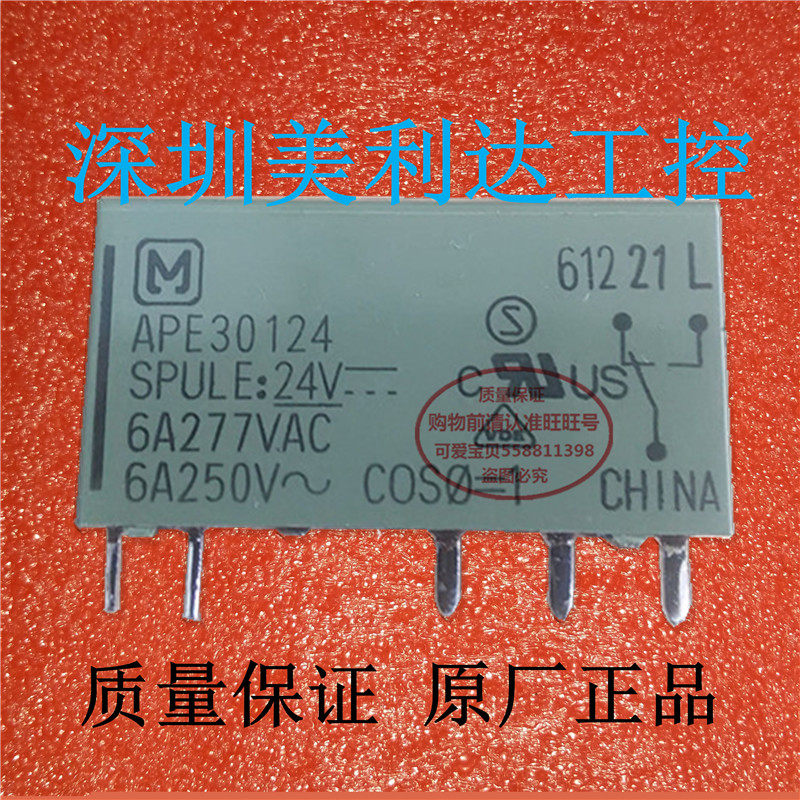 深圳美利达工控
M
612 21 L
S
APE30124
SPULE:24V
C RU US
质量保证
6A277VAC
购物前请认准旺旺号
VDE
可爱宝贝558811398
6A250V~ COSØ=1
盗图必究
CHINA
质量保证 原厂正品